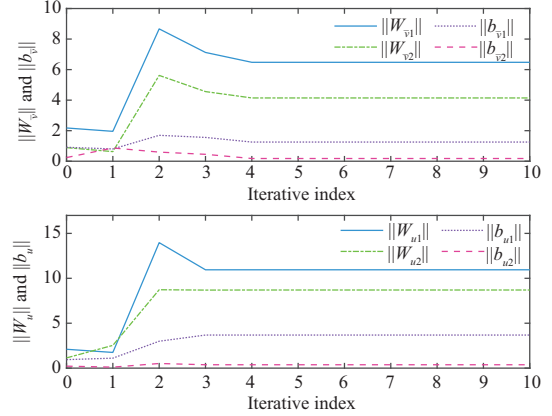 10
8
6
4
2
0
||W_v̄|| and ||b_v̄||
||W_v̄1|| ||b_v̄1||
||W_v̄2|| ||b_v̄2||
0 1 2 3 4 5 6 7 8 9 10
Iterative index
15
10
5
0
||W_u|| and ||b_u||
||W_u1|| ||b_u1||
||W_u2|| ||b_u2||
0 1 2 3 4 5 6 7 8 9 10
Iterative index